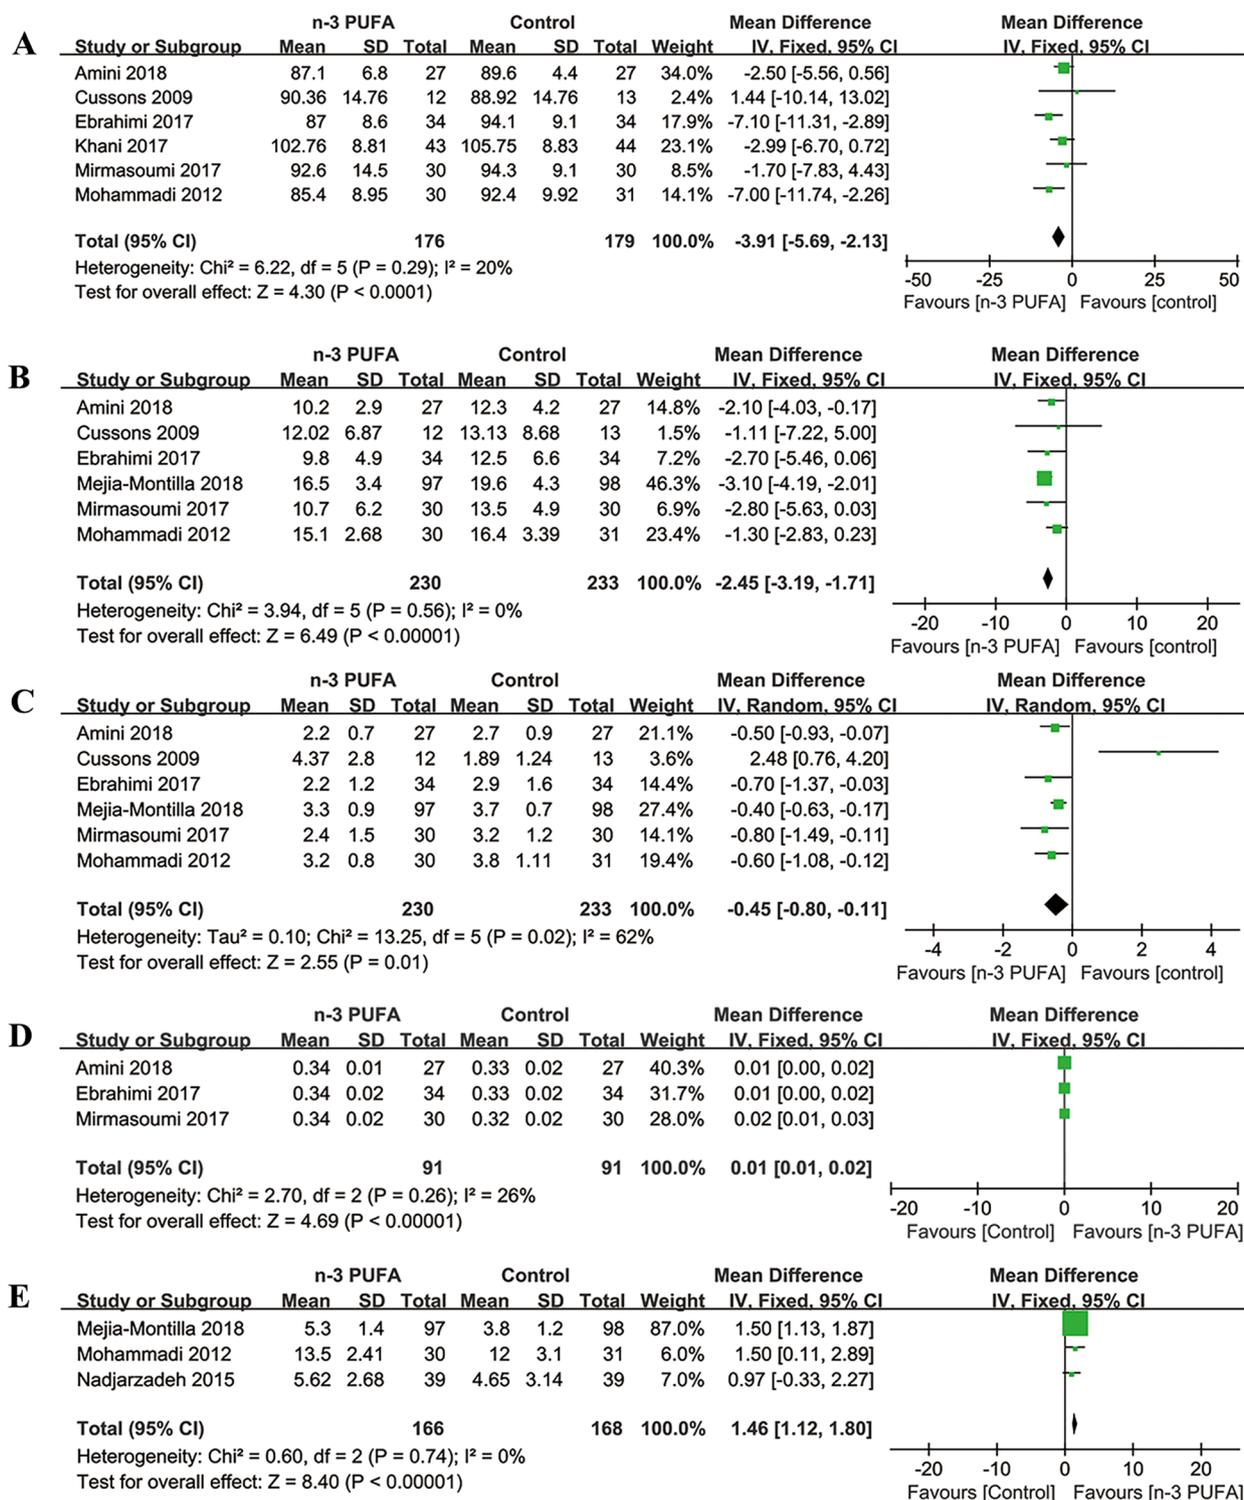 A
n-3 PUFA Control Mean Difference Mean Difference
Study or Subgroup Mean SD Total Mean SD Total Weight IV, Fixed, 95% CI IV, Fixed, 95% CI
Amini 2018 87.1 6.8 27 89.6 4.4 27 34.0% -2.50 [-5.56, 0.56]
Cussons 2009 90.36 14.76 12 88.92 14.76 13 2.4% 1.44 [-10.14, 13.02]
Ebrahimi 2017 87 8.6 34 94.1 9.1 34 17.9% -7.10 [-11.31, -2.89]
Khani 2017 102.76 8.81 43 105.75 8.83 44 23.1% -2.99 [-6.70, 0.72]
Mirmasoumi 2017 92.6 14.5 30 94.3 9.1 30 8.5% -1.70 [-7.83, 4.43]
Mohammadi 2012 85.4 8.95 30 92.4 9.92 31 14.1% -7.00 [-11.74, -2.26]
Total (95% CI) 176 179 100.0% -3.91 [-5.69, -2.13]
Heterogeneity: Chi² = 6.22, df = 5 (P = 0.29); I² = 20%
Test for overall effect: Z = 4.30 (P < 0.0001)
-50 -25 0 25 50
Favours [n-3 PUFA] Favours [control]
B
n-3 PUFA Control Mean Difference Mean Difference
Study or Subgroup Mean SD Total Mean SD Total Weight IV, Fixed, 95% CI IV, Fixed, 95% CI
Amini 2018 10.2 2.9 27 12.3 4.2 27 14.8% -2.10 [-4.03, -0.17]
Cussons 2009 12.02 6.87 12 13.13 8.68 13 1.5% -1.11 [-7.22, 5.00]
Ebrahimi 2017 9.8 4.9 34 12.5 6.6 34 7.2% -2.70 [-5.46, 0.06]
Mejia-Montilla 2018 16.5 3.4 97 19.6 4.3 98 46.3% -3.10 [-4.19, -2.01]
Mirmasoumi 2017 10.7 6.2 30 13.5 4.9 30 6.9% -2.80 [-5.63, 0.03]
Mohammadi 2012 15.1 2.68 30 16.4 3.39 31 23.4% -1.30 [-2.83, 0.23]
Total (95% CI) 230 233 100.0% -2.45 [-3.19, -1.71]
Heterogeneity: Chi² = 3.94, df = 5 (P = 0.56); I² = 0%
Test for overall effect: Z = 6.49 (P < 0.00001)
-20 -10 0 10 20
Favours [n-3 PUFA] Favours [control]
C
n-3 PUFA Control Mean Difference Mean Difference
Study or Subgroup Mean SD Total Mean SD Total Weight IV, Random, 95% CI IV, Random, 95% CI
Amini 2018 2.2 0.7 27 2.7 0.9 27 21.1% -0.50 [-0.93, -0.07]
Cussons 2009 4.37 2.8 12 1.89 1.24 13 3.6% 2.48 [0.76, 4.20]
Ebrahimi 2017 2.2 1.2 34 2.9 1.6 34 14.4% -0.70 [-1.37, -0.03]
Mejia-Montilla 2018 3.3 0.9 97 3.7 0.7 98 27.4% -0.40 [-0.63, -0.17]
Mirmasoumi 2017 2.4 1.5 30 3.2 1.2 30 14.1% -0.80 [-1.49, -0.11]
Mohammadi 2012 3.2 0.8 30 3.8 1.11 31 19.4% -0.60 [-1.08, -0.12]
Total (95% CI) 230 233 100.0% -0.45 [-0.80, -0.11]
Heterogeneity: Tau² = 0.10; Chi² = 13.25, df = 5 (P = 0.02); I² = 62%
Test for overall effect: Z = 2.55 (P = 0.01)
-4 -2 0 2 4
Favours [n-3 PUFA] Favours [control]
D
n-3 PUFA Control Mean Difference Mean Difference
Study or Subgroup Mean SD Total Mean SD Total Weight IV, Fixed, 95% CI IV, Fixed, 95% CI
Amini 2018 0.34 0.01 27 0.33 0.02 27 40.3% 0.01 [0.00, 0.02]
Ebrahimi 2017 0.34 0.02 34 0.33 0.02 34 31.7% 0.01 [0.00, 0.02]
Mirmasoumi 2017 0.34 0.02 30 0.32 0.02 30 28.0% 0.02 [0.01, 0.03]
Total (95% CI) 91 91 100.0% 0.01 [0.01, 0.02]
Heterogeneity: Chi² = 2.70, df = 2 (P = 0.26); I² = 26%
Test for overall effect: Z = 4.69 (P < 0.00001)
-20 -10 0 10 20
Favours [Control] Favours [n-3 PUFA]
E
n-3 PUFA Control Mean Difference Mean Difference
Study or Subgroup Mean SD Total Mean SD Total Weight IV, Fixed, 95% CI IV, Fixed, 95% CI
Mejia-Montilla 2018 5.3 1.4 97 3.8 1.2 98 87.0% 1.50 [1.13, 1.87]
Mohammadi 2012 13.5 2.41 30 12 3.1 31 6.0% 1.50 [0.11, 2.89]
Nadjarzadeh 2015 5.62 2.68 39 4.65 3.14 39 7.0% 0.97 [-0.33, 2.27]
Total (95% CI) 166 168 100.0% 1.46 [1.12, 1.80]
Heterogeneity: Chi² = 0.60, df = 2 (P = 0.74); I² = 0%
Test for overall effect: Z = 8.40 (P < 0.00001)
-20 -10 0 10 20
Favours [Control] Favours [n-3 PUFA]